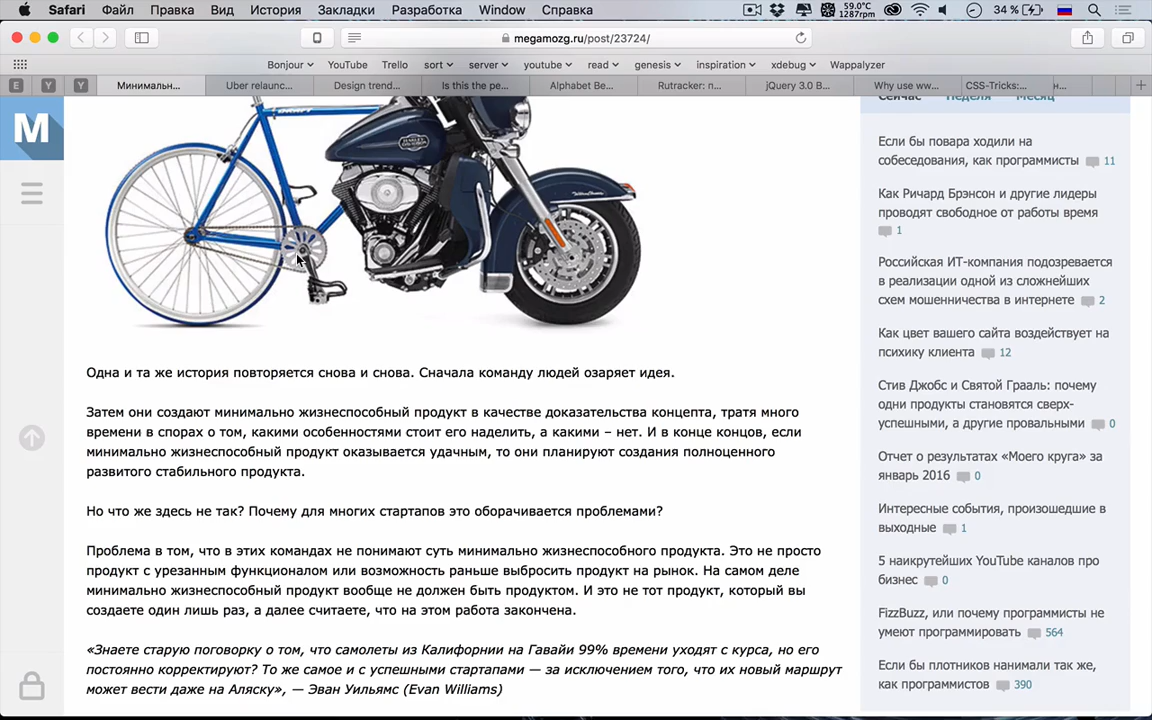 Safari Файл Правка Вид История Закладки Разработка Window Справка 59.0°C 1287rpm 34 %
megamozg.ru/post/23724/
Bonjour YouTube Trello sort server youtube read genesis inspiration xdebug Wappalyzer
E Y Y Минимальн... Uber relaunc... Design trend... Is this the pe... Alphabet Be... Rutracker: п... jQuery 3.0 B... Why use ww... CSS-Tricks:...
M
Сейчас Неделя Месяц
HARLEY-DAVIDSON
Если бы повара ходили на
собеседования, как программисты 11
Как Ричард Брэнсон и другие лидеры
проводят свободное от работы время
1
Российская ИТ-компания подозревается
в реализации одной из сложнейших
схем мошенничества в интернете 2
Как цвет вашего сайта воздействует на
психику клиента 12
Стив Джобс и Святой Грааль: почему
одни продукты становятся сверх-
успешными, а другие провальными 0
Отчет о результатах «Моего круга» за
январь 2016 0
Интересные события, произошедшие в
выходные 1
5 наикрутейших YouTube каналов про
бизнес 0
FizzBuzz, или почему программисты не
умеют программировать 564
Если бы плотников нанимали так же,
как программистов 390
Одна и та же история повторяется снова и снова. Сначала команду людей озаряет идея.
Затем они создают минимально жизнеспособный продукт в качестве доказательства концепта, тратя много
времени в спорах о том, какими особенностями стоит его наделить, а какими – нет. И в конце концов, если
минимально жизнеспособный продукт оказывается удачным, то они планируют создания полноценного
развитого стабильного продукта.
Но что же здесь не так? Почему для многих стартапов это оборачивается проблемами?
Проблема в том, что в этих командах не понимают суть минимально жизнеспособного продукта. Это не просто
продукт с урезанным функционалом или возможность раньше выбросить продукт на рынок. На самом деле
минимально жизнеспособный продукт вообще не должен быть продуктом. И это не тот продукт, который вы
создаете один лишь раз, а далее считаете, что на этом работа закончена.
«Знаете старую поговорку о том, что самолеты из Калифорнии на Гавайи 99% времени уходят с курса, но его
постоянно корректируют? То же самое и с успешными стартапами — за исключением того, что их новый маршрут
может вести даже на Аляску», — Эван Уильямс (Evan Williams)